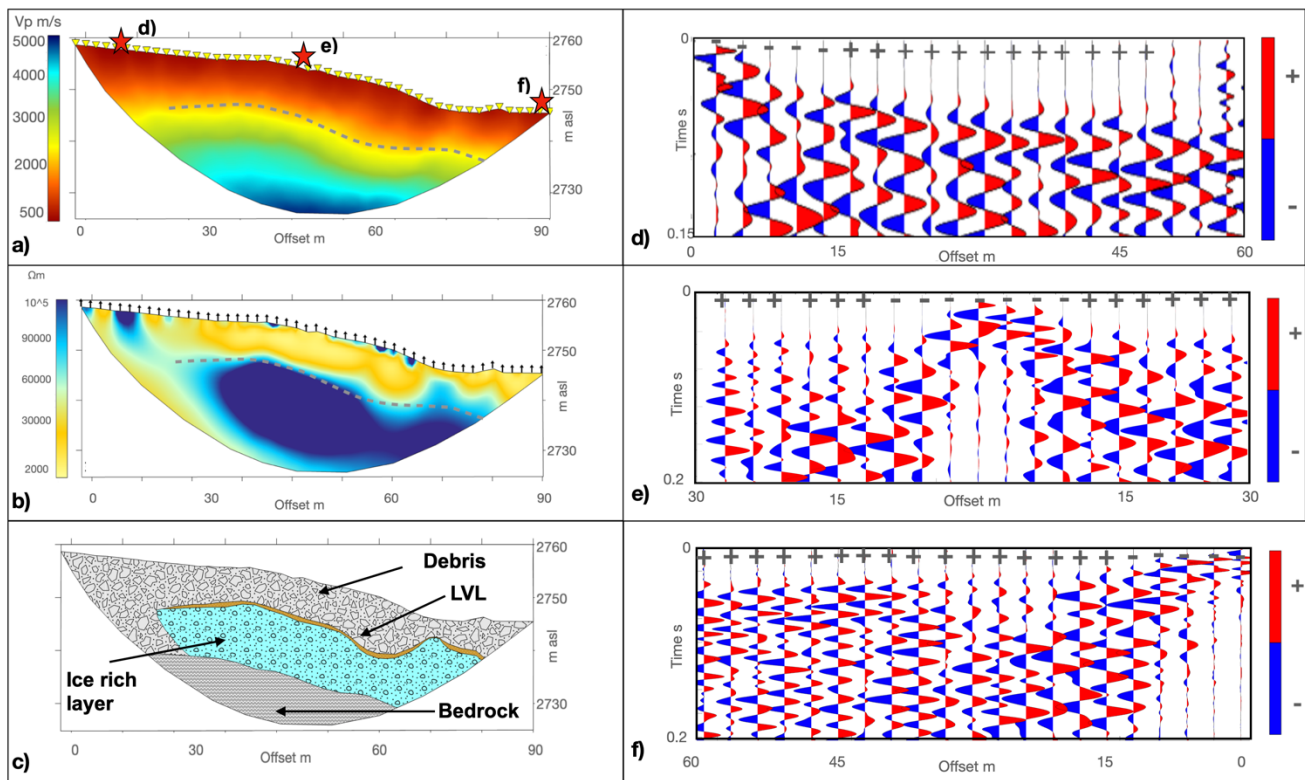 Vp m/s
5000
4000
3000
2000
500
d)
e)
f)
2760
2750
m asl
2730
0
30
60
90
Offset m
a)
Ωm
10^5
90000
60000
30000
2000
2760
2750
m asl
2730
0
30
60
90
Offset m
b)
2760
2750
m asl
2730
Debris
LVL
Ice rich
layer
Bedrock
30
60
90
Offset m
c)
0
- - - - - + + + + + + + + + + + +
Time s
0.15
0
15
45
60
Offset m
d)
+
-
0
+ + + + + + - - - - - - - + + + + + +
Time s
0.2
30
15
15
30
Offset m
e)
+
-
0
Time s
0.2
60
45
15
0
Offset m
f)
+
-